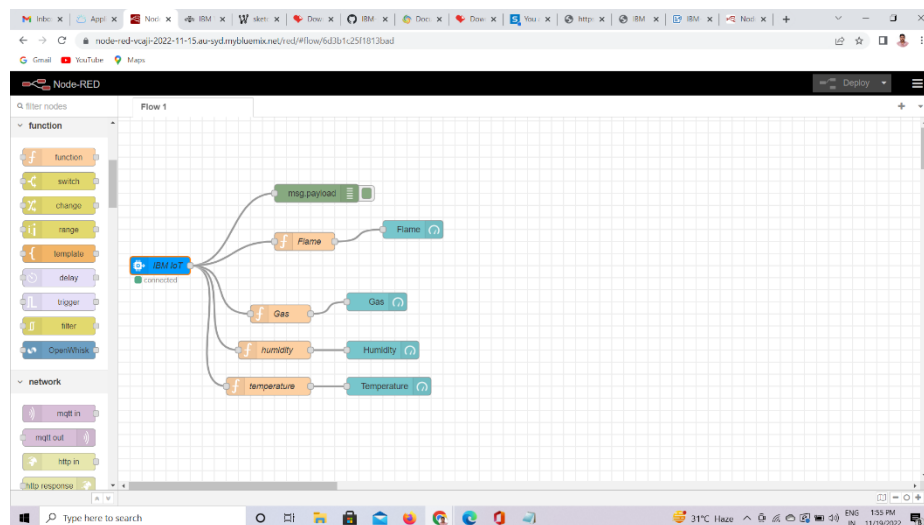 Inbo
Appl
Nod
IBM
sketc
Dow
IBM
Doc
Dow
You
https
IBM
IBM
Nod
node-red-vcaji-2022-11-15.au-syd.mybluemix.net/red/#flow/6d3b1c25f1813bad
Gmail YouTube Maps
Node-RED
Deploy
filter nodes
Flow 1
function
function
switch
change
range
template
delay
trigger
filter
OpenWhisk
network
mqtt in
mqtt out
http in
http response
msg.payload
Flame
Flame
IBM IoT
connected
Gas
Gas
humidity
Humidity
temperature
Temperature
Type here to search
31°C Haze
ENG
IN
1:55 PM
11/19/2022